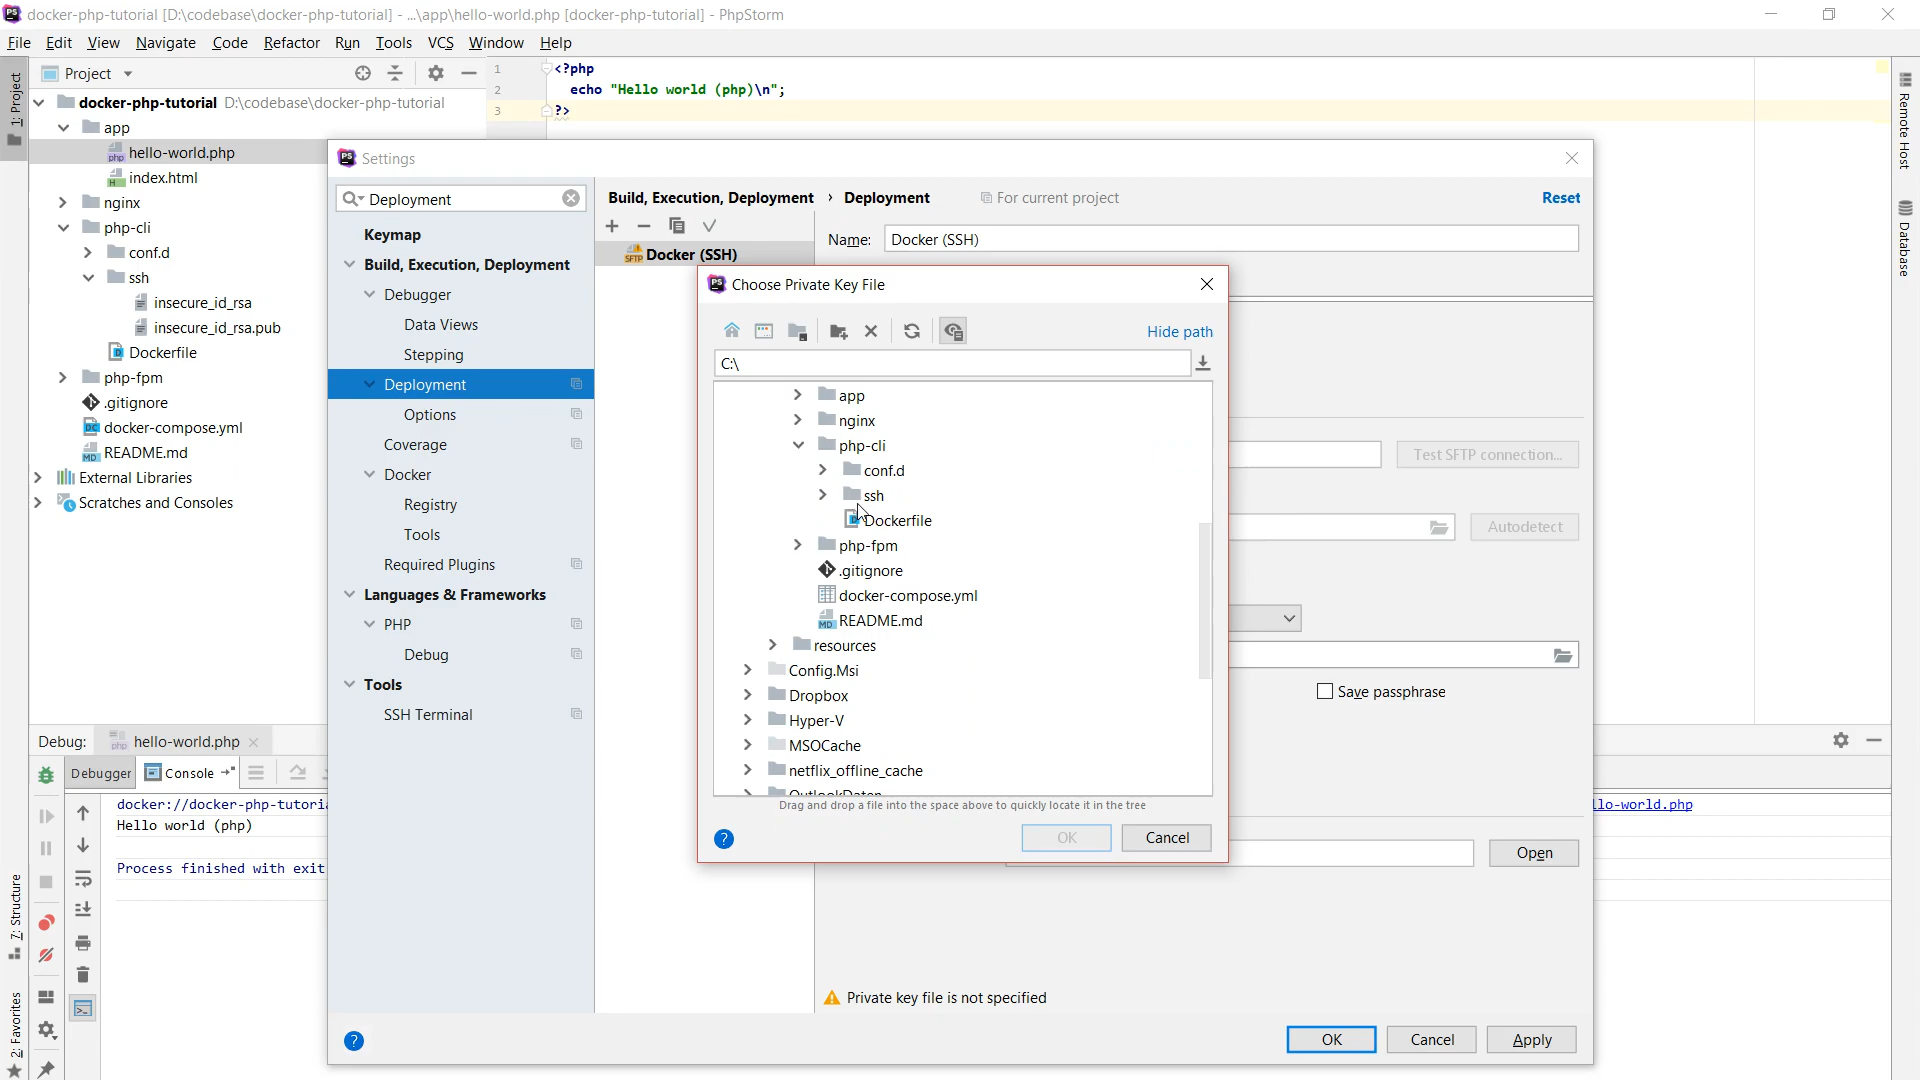 docker-php-tutorial [D:\codebase\docker-php-tutorial] - ...\app\hello-world.php [docker-php-tutorial] - PhpStorm
File Edit View Navigate Code Refactor Run Tools VCS Window Help
1: Project
Project
docker-php-tutorial D:\codebase\docker-php-tutorial
app
hello-world.php
index.html
nginx
php-cli
conf.d
ssh
insecure_id_rsa
insecure_id_rsa.pub
Dockerfile
php-fpm
.gitignore
docker-compose.yml
README.md
External Libraries
Scratches and Consoles
1 <?php
2 echo "Hello world (php)\n";
3 ?>
Remote Host
Database
Settings
Deployment
Keymap
Build, Execution, Deployment
Debugger
Data Views
Stepping
Deployment
Options
Coverage
Docker
Registry
Tools
Required Plugins
Languages & Frameworks
PHP
Debug
Tools
SSH Terminal
Build, Execution, Deployment › Deployment For current project Reset
Docker (SSH)
Name: Docker (SSH)
Test SFTP connection...
Autodetect
Save passphrase
Open
Private key file is not specified
OK Cancel Apply
Choose Private Key File
Hide path
C:\
app
nginx
php-cli
conf.d
ssh
Dockerfile
php-fpm
.gitignore
docker-compose.yml
README.md
resources
Config.Msi
Dropbox
Hyper-V
MSOCache
netflix_offline_cache
Drag and drop a file into the space above to quickly locate it in the tree
OK Cancel
Debug: hello-world.php
Debugger Console
docker://docker-php-tutoria
llo-world.php
Hello world (php)
Process finished with exit
7: Structure
2: Favorites